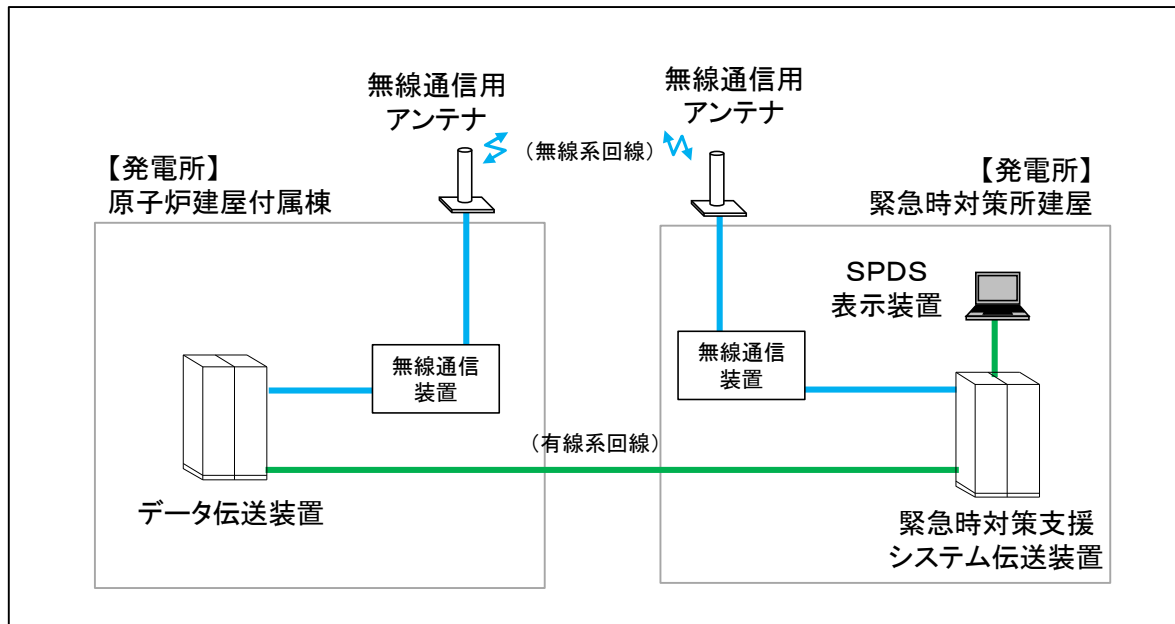 無線通信用
アンテナ
無線通信用
アンテナ
（無線系回線）
【発電所】
原子炉建屋付属棟
【発電所】
緊急時対策所建屋
SPDS
表示装置
無線通信
装置
無線通信
装置
（有線系回線）
データ伝送装置
緊急時対策支援
システム伝送装置